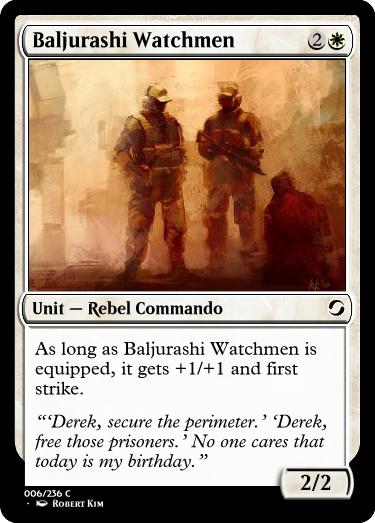 Baljurashi Watchmen 2
Unit — Rebel Commando
As long as Baljurashi Watchmen is
equipped, it gets +1/+1 and first
strike.
“‘Derek, secure the perimeter.’ ‘Derek,
free those prisoners.’ No one cares that
today is my birthday.”
2/2
006/236 C
· Robert Kim